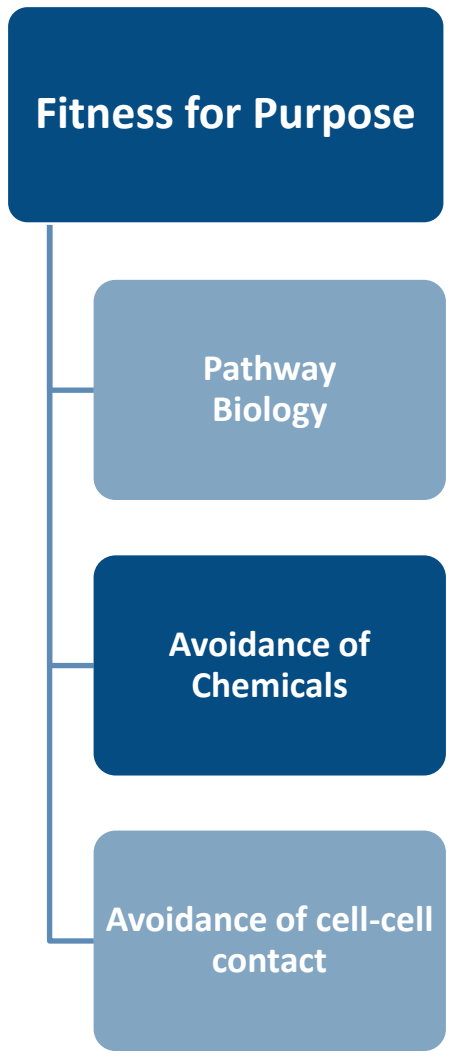 Fitness for Purpose
Pathway
Biology
Avoidance of
Chemicals
Avoidance of cell-cell
contact